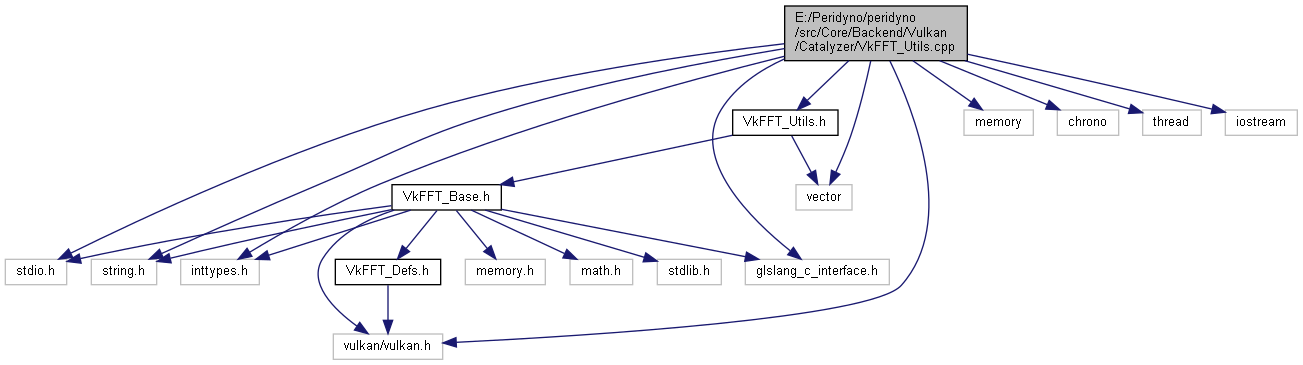 E:/Peridyno/peridyno
/src/Core/Backend/Vulkan
/Catalyzer/VkFFT_Utils.cpp
VkFFT_Utils.h
memory
chrono
thread
iostream
VkFFT_Base.h
vector
stdio.h
string.h
inttypes.h
VkFFT_Defs.h
memory.h
math.h
stdlib.h
glslang_c_interface.h
vulkan/vulkan.h